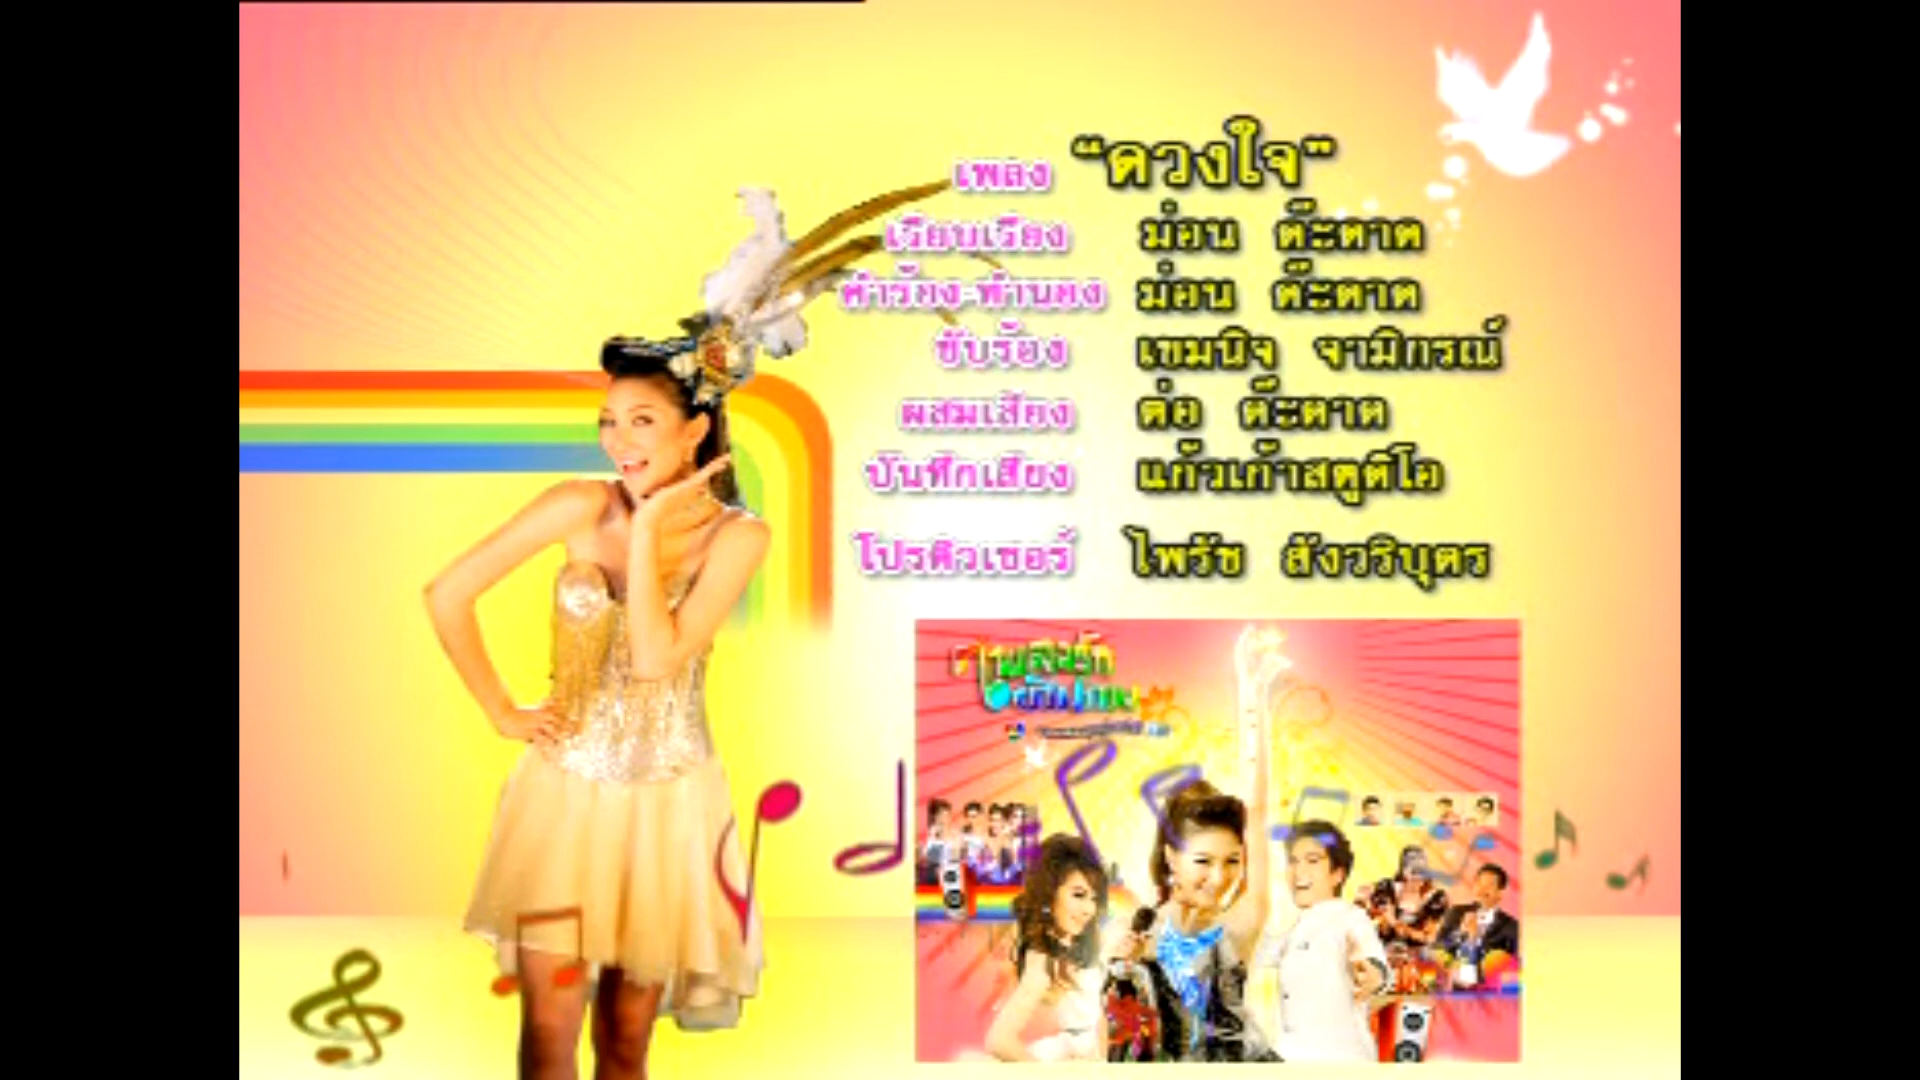 เพลง “ดวงใจ”
เรียบเรียง ม่อน ต๊ะตาด
คำร้อง-ทำนอง ม่อน ต๊ะตาด
ขับร้อง เขมนิจ จามิกรณ์
ผสมเสียง ต่อ ต๊ะตาด
บันทึกเสียง แก้วเก้าสตูดิโอ
โปรดิวเซอร์ ไพรัช สังวริบุตร